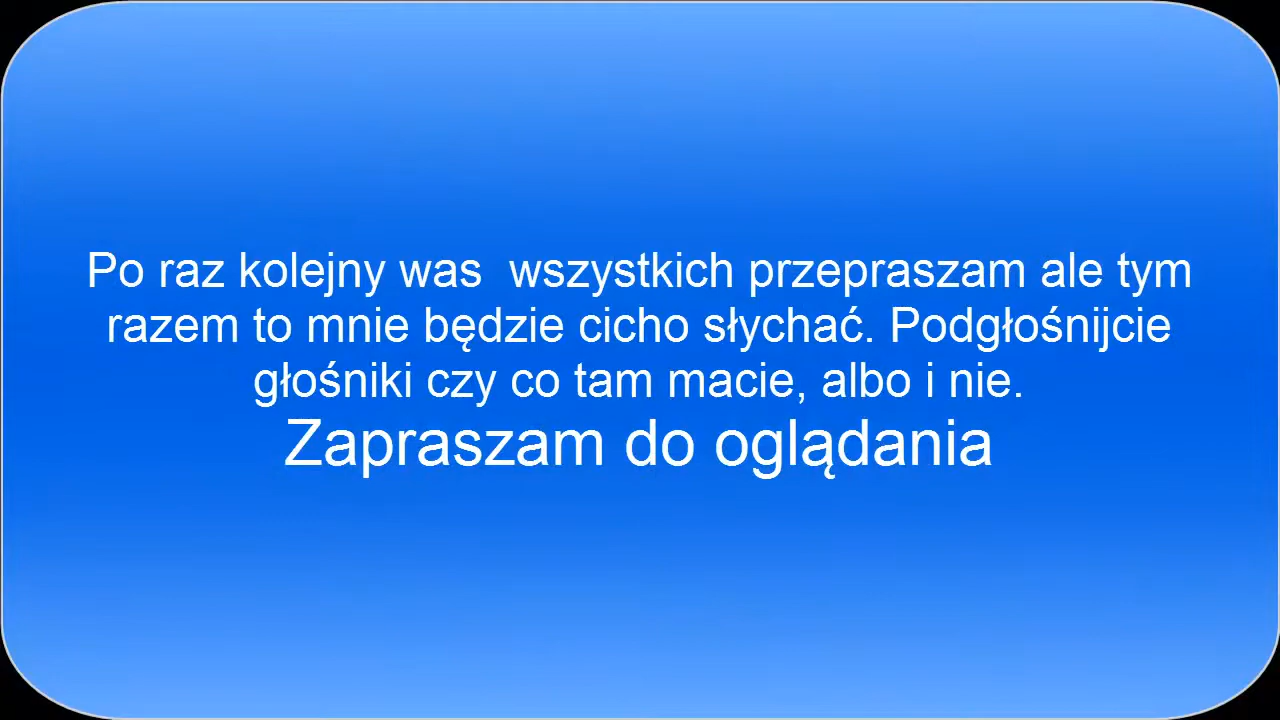 Po raz kolejny was  wszystkich przepraszam ale tym
razem to mnie będzie cicho słychać. Podgłośnijcie
głośniki czy co tam macie, albo i nie.
Zapraszam do oglądania